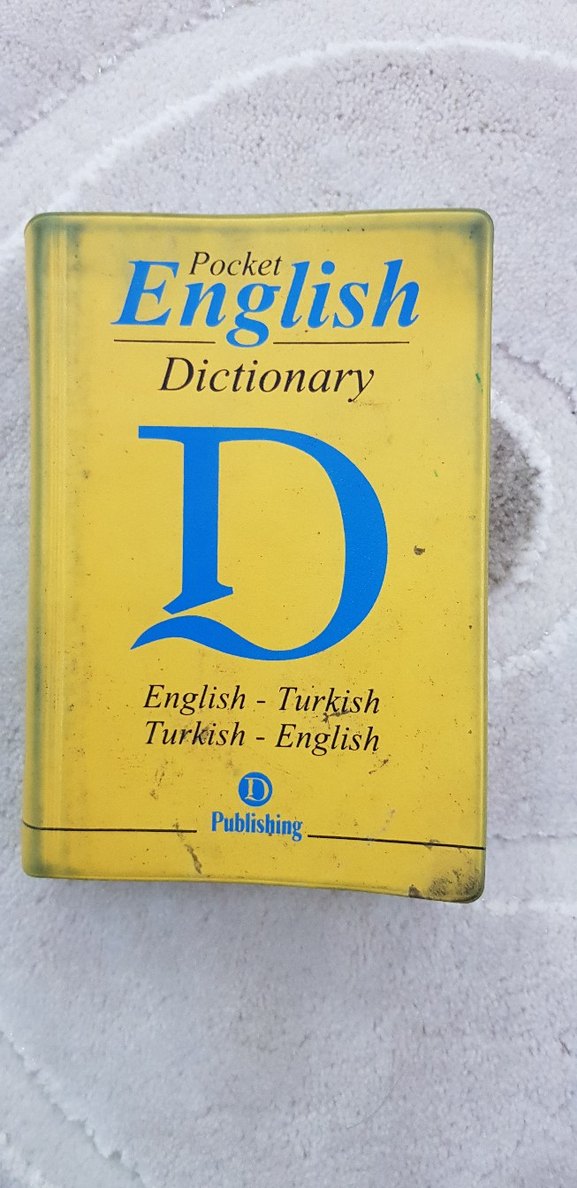 Pocket
English
Dictionary
D
English - Turkish
Turkish - English
D
Publishing